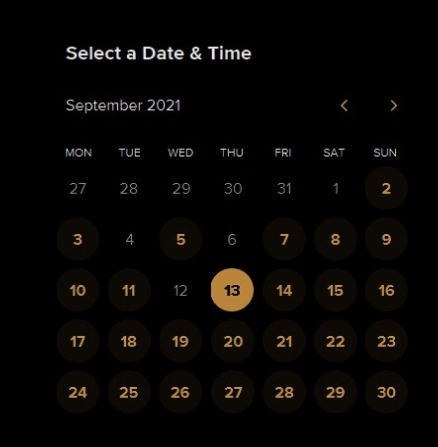 Select a Date & Time
September 2021
MON TUE WED THU FRI SAT SUN
27 28 29 30 31 1 2
3 4 5 6 7 8 9
10 11 12 13 14 15 16
17 18 19 20 21 22 23
24 25 26 27 28 29 30